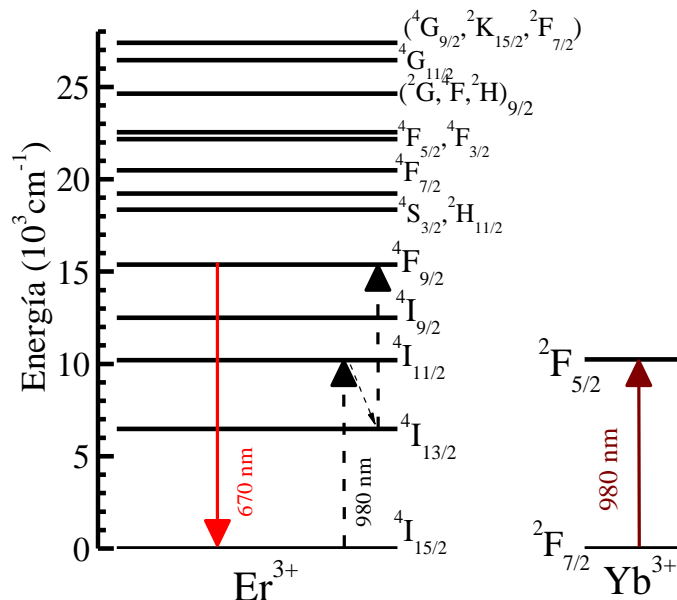 Energía (10³ cm⁻¹)
25
20
15
10
5
0
(⁴G₉/₂,²K₁₅/₂,²F₇/₂)
⁴G₁₁/₂
(²G,⁴F,²H)₉/₂
⁴F₅/₂,⁴F₃/₂
⁴F₇/₂
⁴S₃/₂,²H₁₁/₂
⁴F₉/₂
⁴I₉/₂
⁴I₁₁/₂
⁴I₁₃/₂
⁴I₁₅/₂
670 nm
980 nm
Er³⁺
²F₅/₂
980 nm
²F₇/₂
Yb³⁺